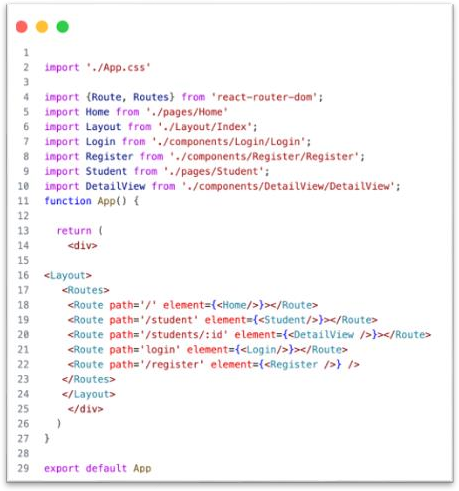 1
2 import './App.css'
3
4 import {Route, Routes} from 'react-router-dom';
5 import Home from './pages/Home'
6 import Layout from './Layout/Index';
7 import Login from './components/Login/Login';
8 import Register from './components/Register/Register';
9 import Student from './pages/Student';
10 import DetailView from './components/DetailView/DetailView';
11 function App() {
12
13   return (
14     <div>
15
16 <Layout>
17    <Routes>
18     <Route path='/' element={<Home/>}></Route>
19     <Route path='/student' element={<Student/>}></Route>
20     <Route path='/students/:id' element={<DetailView />}></Route>
21     <Route path='login' element={<Login/>}></Route>
22     <Route path='/register' element={<Register />} />
23    </Routes>
24    </Layout>
25     </div>
26   )
27 }
28
29 export default App